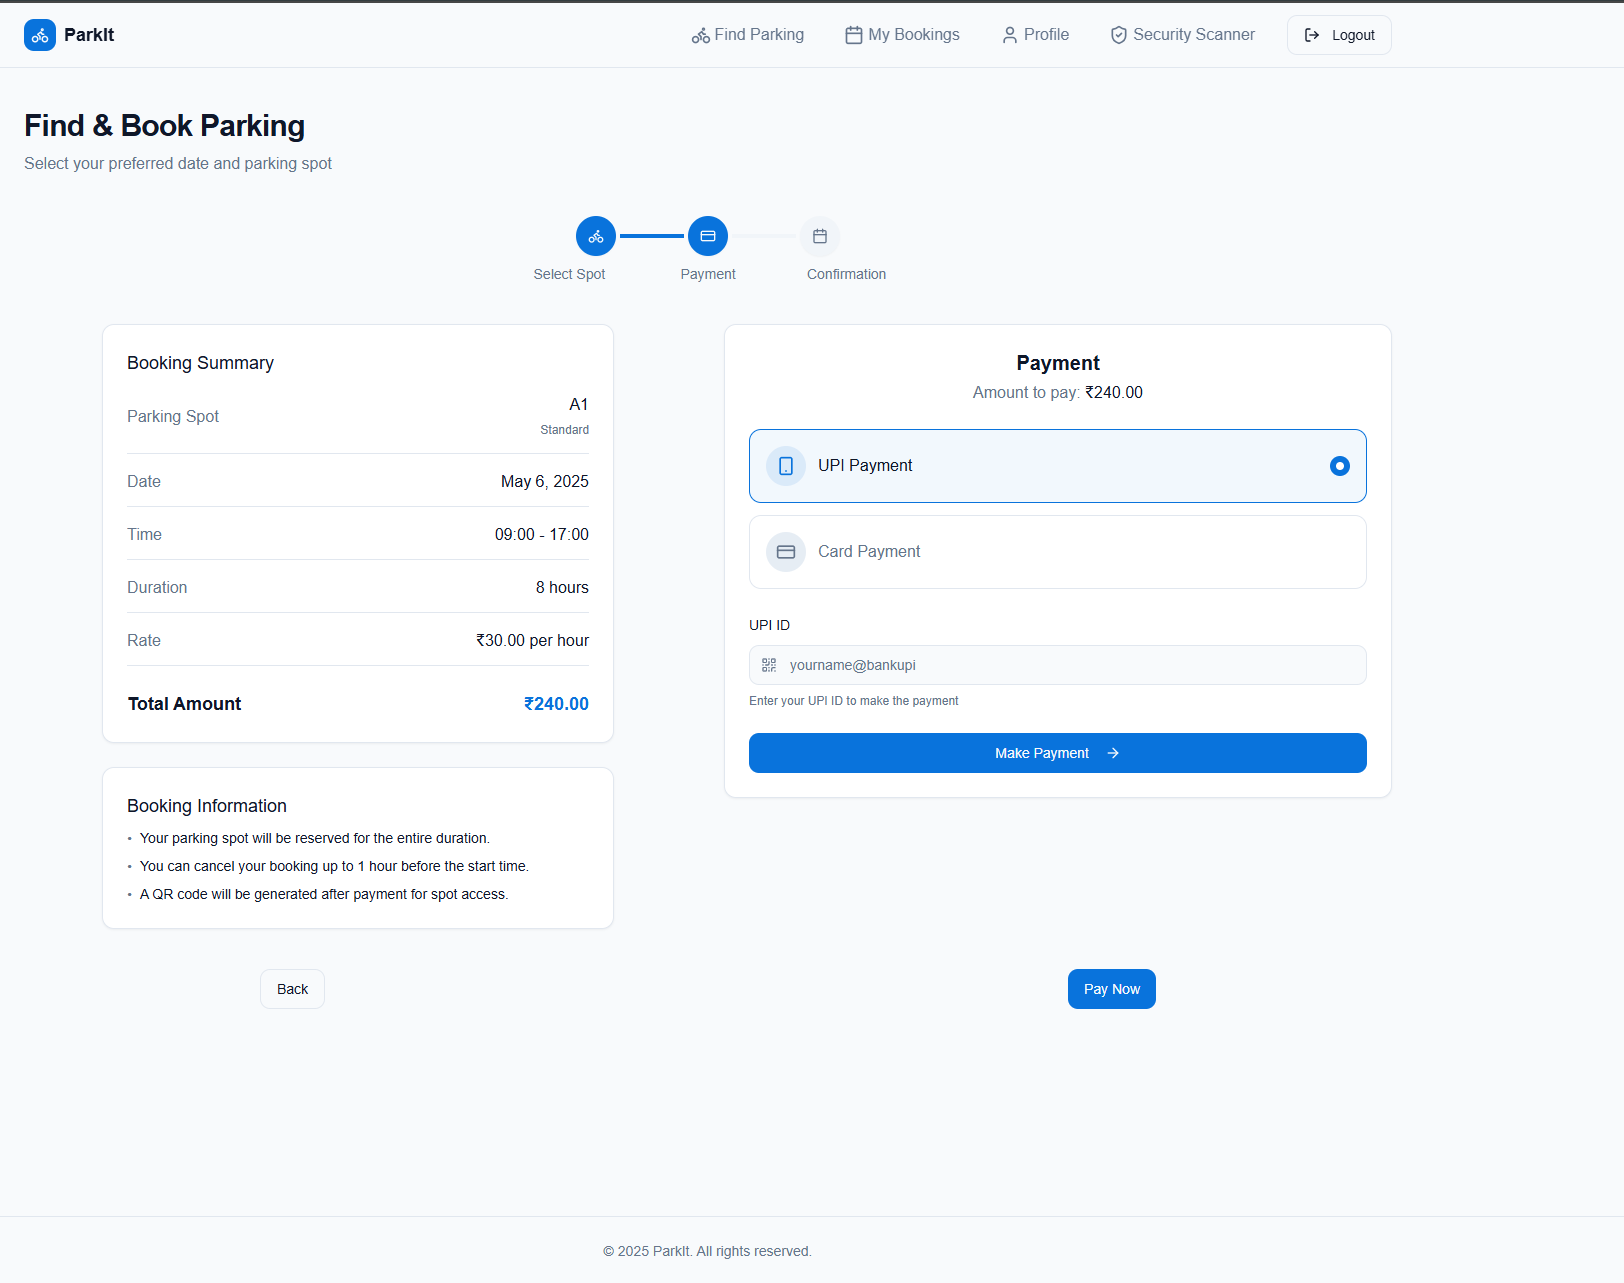 ParkIt
Find Parking
My Bookings
Profile
Security Scanner
Logout
Find & Book Parking
Select your preferred date and parking spot
Select Spot
Payment
Confirmation
Booking Summary
Parking Spot
A1
Standard
Date
May 6, 2025
Time
09:00 - 17:00
Duration
8 hours
Rate
₹30.00 per hour
Total Amount
₹240.00
Booking Information
• Your parking spot will be reserved for the entire duration.
• You can cancel your booking up to 1 hour before the start time.
• A QR code will be generated after payment for spot access.
Payment
Amount to pay: ₹240.00
UPI Payment
Card Payment
UPI ID
yourname@bankupi
Enter your UPI ID to make the payment
Make Payment →
Back
Pay Now
© 2025 ParkIt. All rights reserved.